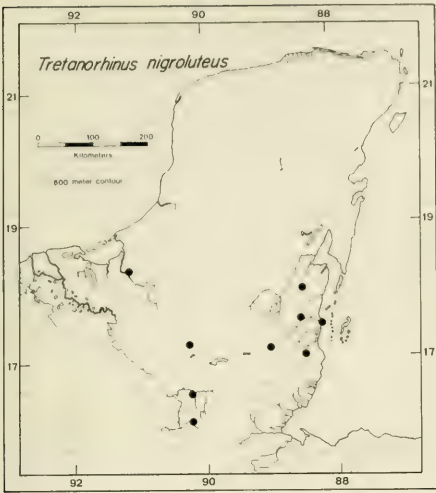 92 90 88
Tretanorhinus nigroluteus
21 21
0 100 200
Kilometers
600 meter contour
19 19
17 17
92 90 88